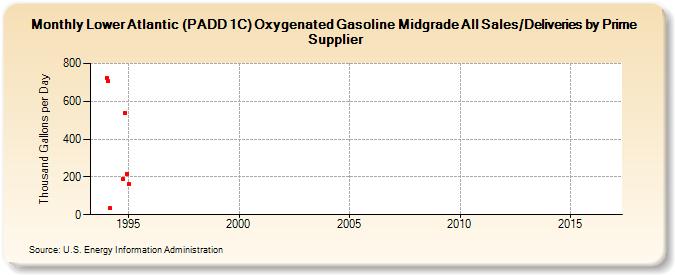 Monthly Lower Atlantic (PADD 1C) Oxygenated Gasoline Midgrade All Sales/Deliveries by Prime
Supplier
Thousand Gallons per Day
800
600
400
200
0
1995
2000
2005
2010
2015
Source: U.S. Energy Information Administration